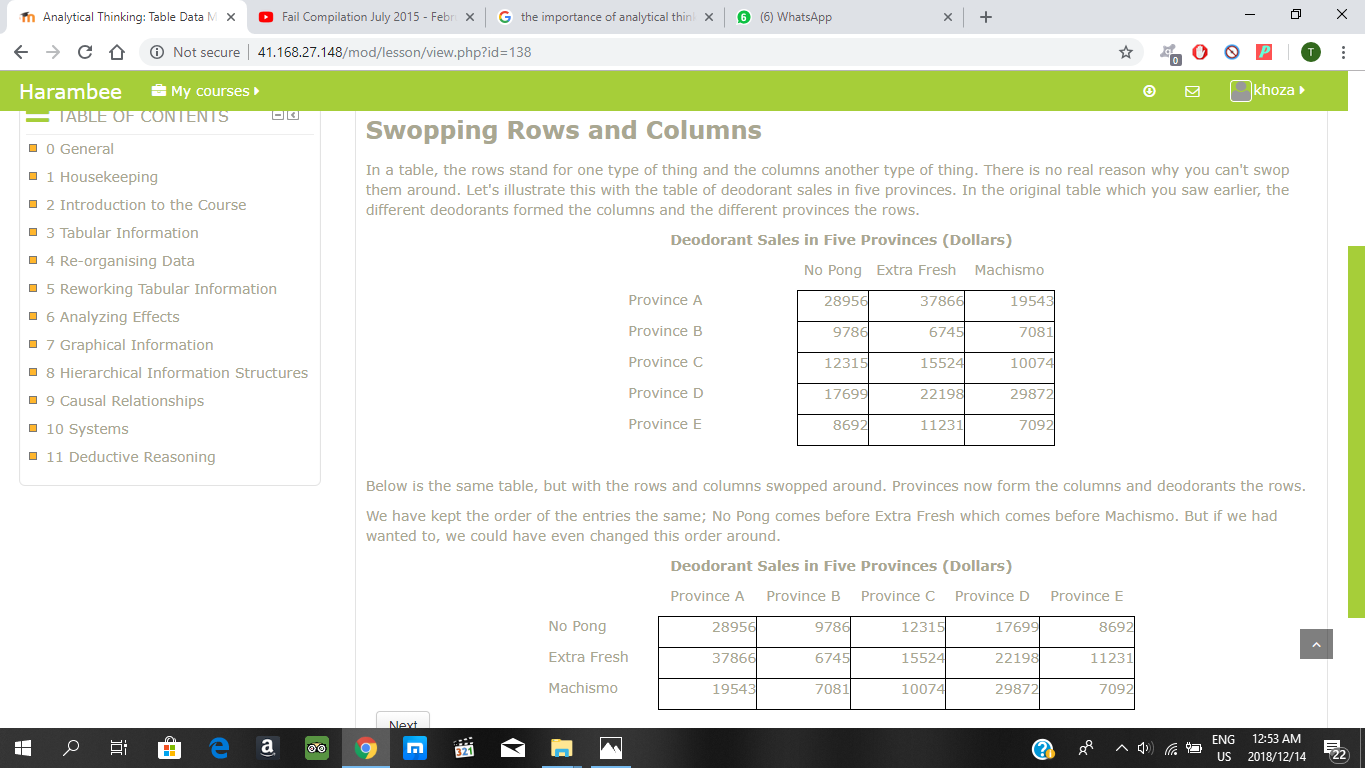 Analytical Thinking: Table Data M
Fail Compilation July 2015 - Febru
the importance of analytical think
(6) WhatsApp
Not secure | 41.168.27.148/mod/lesson/view.php?id=138
0
T
Harambee
My courses
khoza
TABLE OF CONTENTS
0 General
1 Housekeeping
2 Introduction to the Course
3 Tabular Information
4 Re-organising Data
5 Reworking Tabular Information
6 Analyzing Effects
7 Graphical Information
8 Hierarchical Information Structures
9 Causal Relationships
10 Systems
11 Deductive Reasoning
Swopping Rows and Columns
In a table, the rows stand for one type of thing and the columns another type of thing. There is no real reason why you can't swop
them around. Let's illustrate this with the table of deodorant sales in five provinces. In the original table which you saw earlier, the
different deodorants formed the columns and the different provinces the rows.
Deodorant Sales in Five Provinces (Dollars)
No Pong Extra Fresh Machismo
Province A 28956 37866 19543
Province B 9786 6745 7081
Province C 12315 15524 10074
Province D 17699 22198 29872
Province E 8692 11231 7092
Below is the same table, but with the rows and columns swopped around. Provinces now form the columns and deodorants the rows.
We have kept the order of the entries the same; No Pong comes before Extra Fresh which comes before Machismo. But if we had
wanted to, we could have even changed this order around.
Deodorant Sales in Five Provinces (Dollars)
Province A Province B Province C Province D Province E
No Pong 28956 9786 12315 17699 8692
Extra Fresh 37866 6745 15524 22198 11231
Machismo 19543 7081 10074 29872 7092
Next
321
ENG
US
12:53 AM
2018/12/14
22